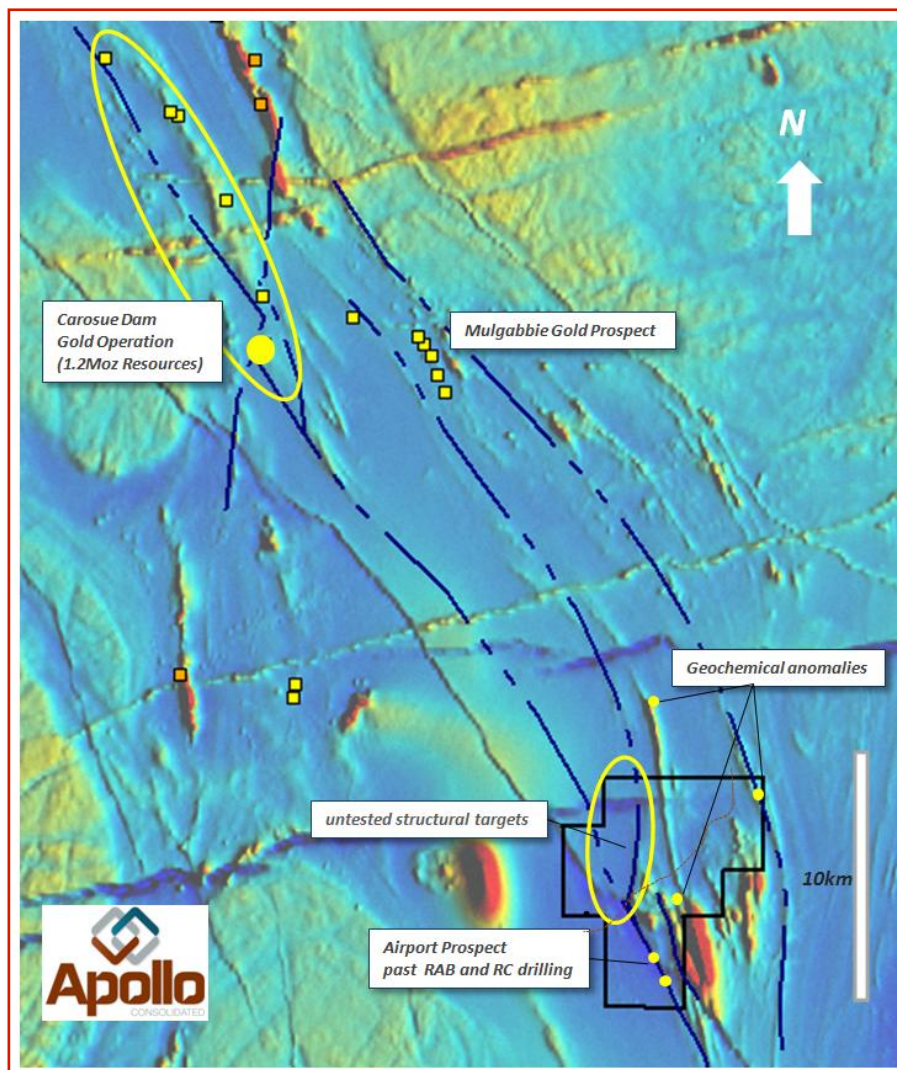 N
Carosue Dam
Gold Operation
(1.2Moz Resources)
Mulgabbie Gold Prospect
Geochemical anomalies
untested structural targets
10km
Airport Prospect
past RAB and RC drilling
Apollo
CONSOLIDATED